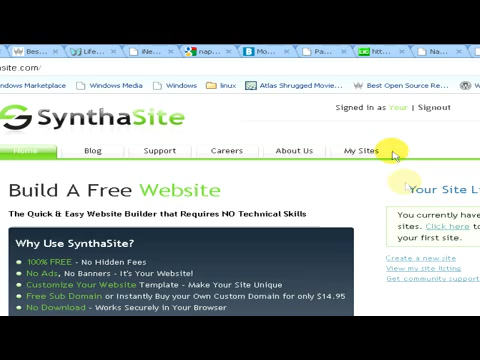 Bes... Life... iNe... nap... Mo... Pa... htt... Na...
site.com/
indows Marketplace Windows Media Windows linux Atlas Shrugged Movie... Best Open Source Re...
SynthaSite
Signed in as Your | Signout
Home Blog Support Careers About Us My Sites
Build A Free Website
The Quick & Easy Website Builder that Requires NO Technical Skills
Why Use SynthaSite?
100% FREE - No Hidden Fees
No Ads, No Banners - It's Your Website!
Customize Your Website Template - Make Your Site Unique
Free Sub Domain or Instantly Buy your Own Custom Domain for only $14.95
No Download - Works Securely in Your Browser
Your Site Li
You currently have
sites. Click here to
your first site.
Create a new site
View my site listing
Get community support